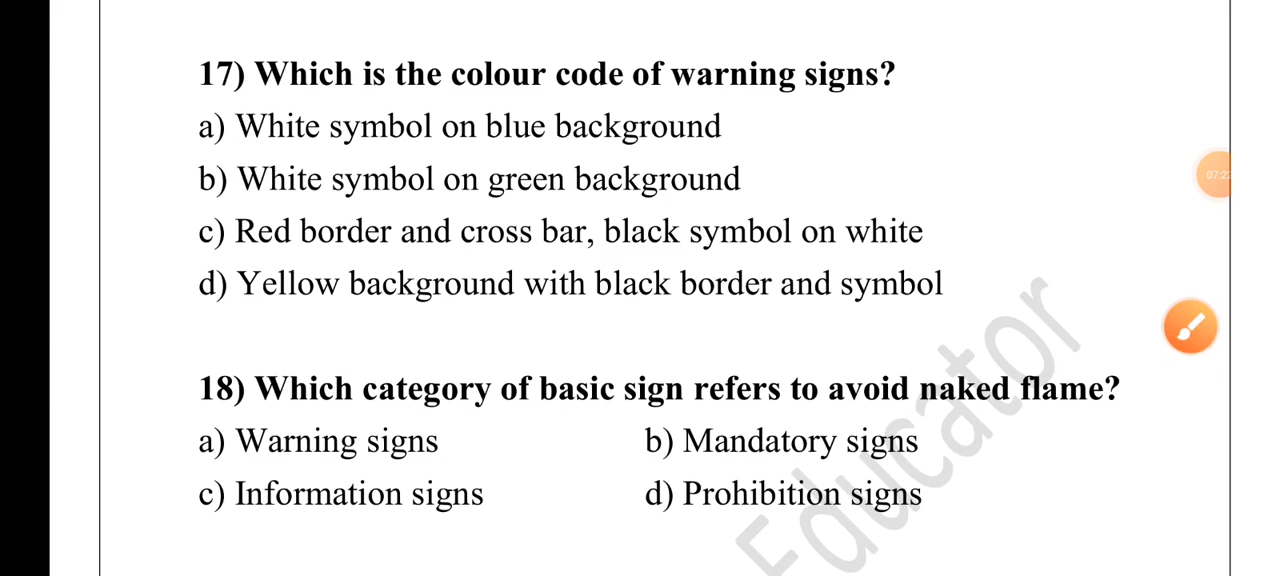 17) Which is the colour code of warning signs?
a) White symbol on blue background
b) White symbol on green background
c) Red border and cross bar, black symbol on white
d) Yellow background with black border and symbol
18) Which category of basic sign refers to avoid naked flame?
a) Warning signs b) Mandatory signs
c) Information signs d) Prohibition signs
Educator
07:22